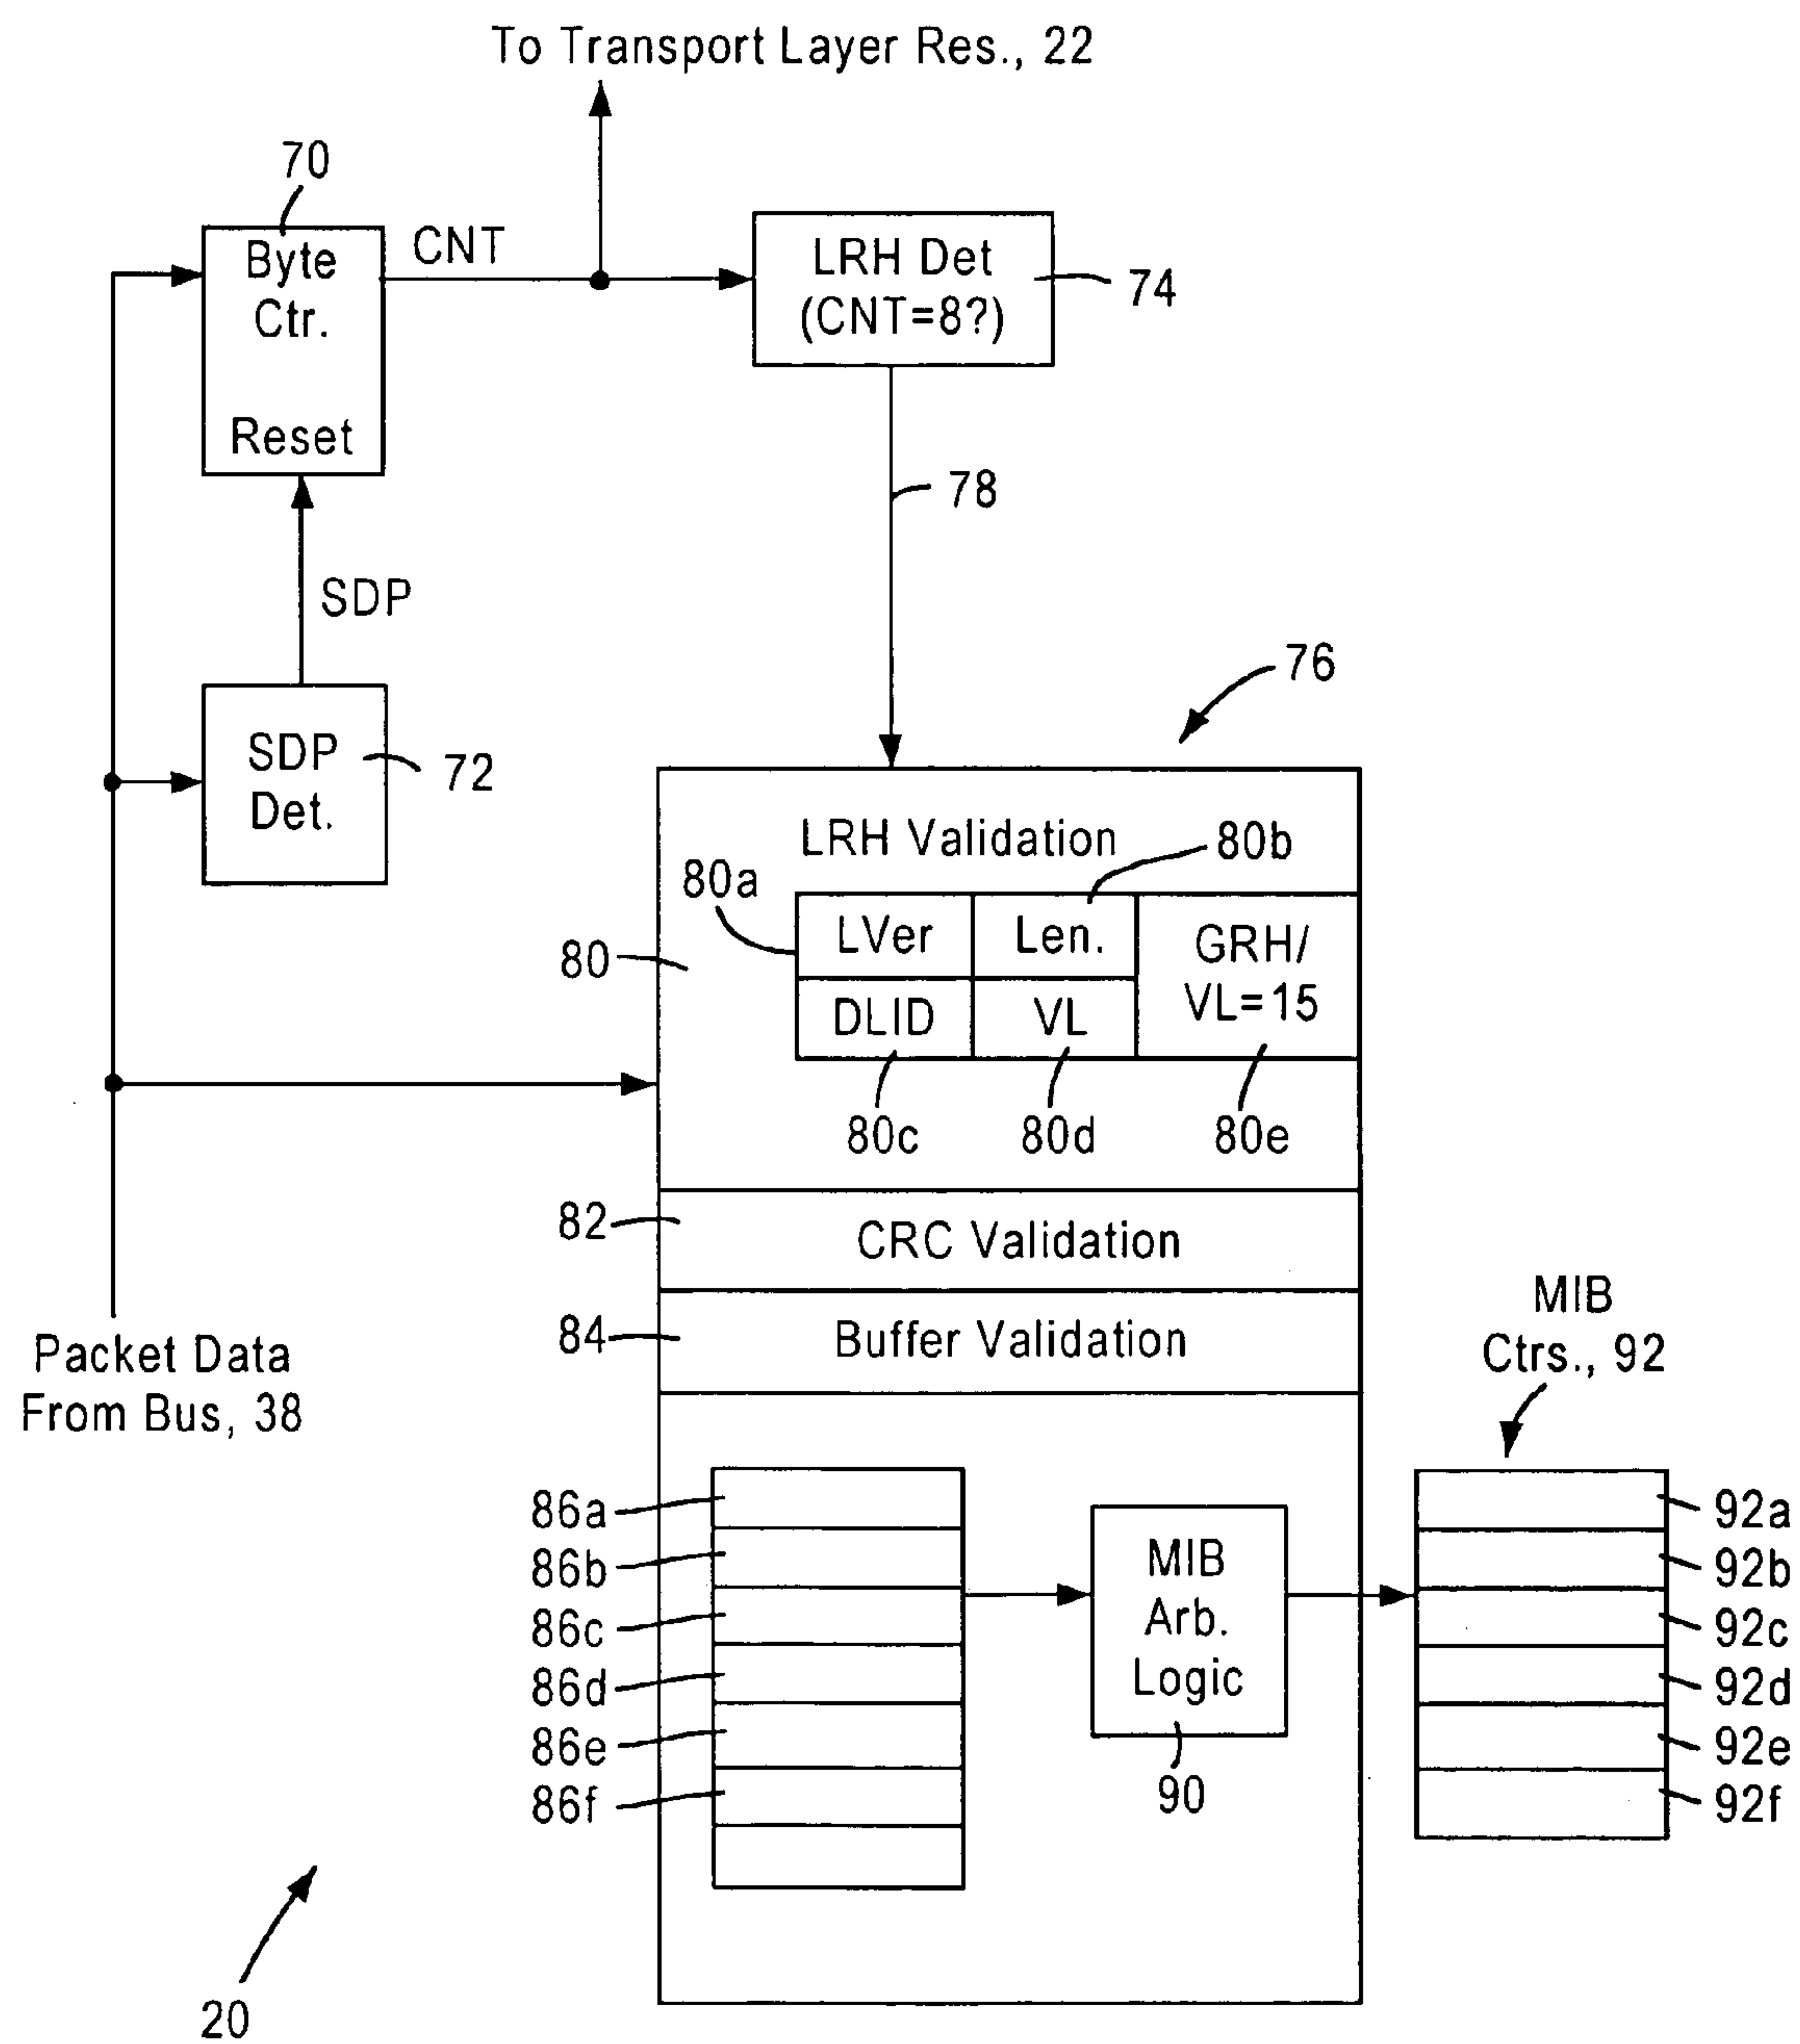 To Transport Layer Res., 22
70
Byte
Ctr.
Reset
CNT
LRH Det
(CNT=8?)
74
78
SDP
SDP
Det.
72
76
LRH Validation
80a
80b
80
LVer
Len.
GRH/
VL=15
DLID
VL
80c
80d
80e
82
CRC Validation
84
Buffer Validation
Packet Data
From Bus, 38
MIB
Ctrs., 92
86a
86b
86c
86d
86e
86f
MIB
Arb.
Logic
90
92a
92b
92c
92d
92e
92f
20